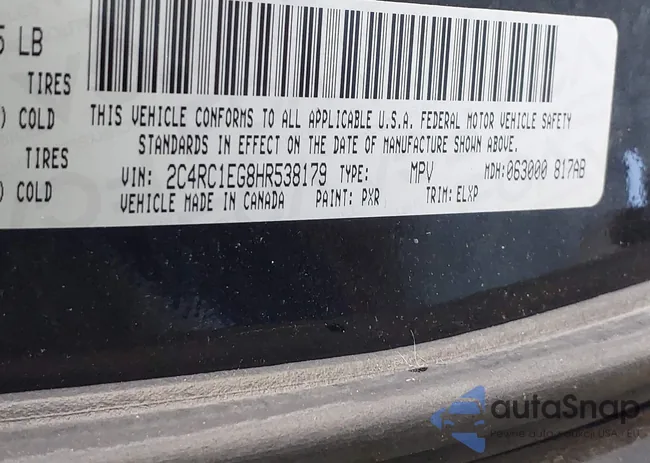 5 LB
TIRES
) COLD
TIRES
) COLD
THIS VEHICLE CONFORMS TO ALL APPLICABLE U.S.A. FEDERAL MOTOR VEHICLE SAFETY
STANDARDS IN EFFECT ON THE DATE OF MANUFACTURE SHOWN ABOVE.
VIN: 2C4RC1EG8HR538179 TYPE: MPV MDH: 063000 817AB
VEHICLE MADE IN CANADA PAINT: PXR TRIM: ELXP
autoSnap